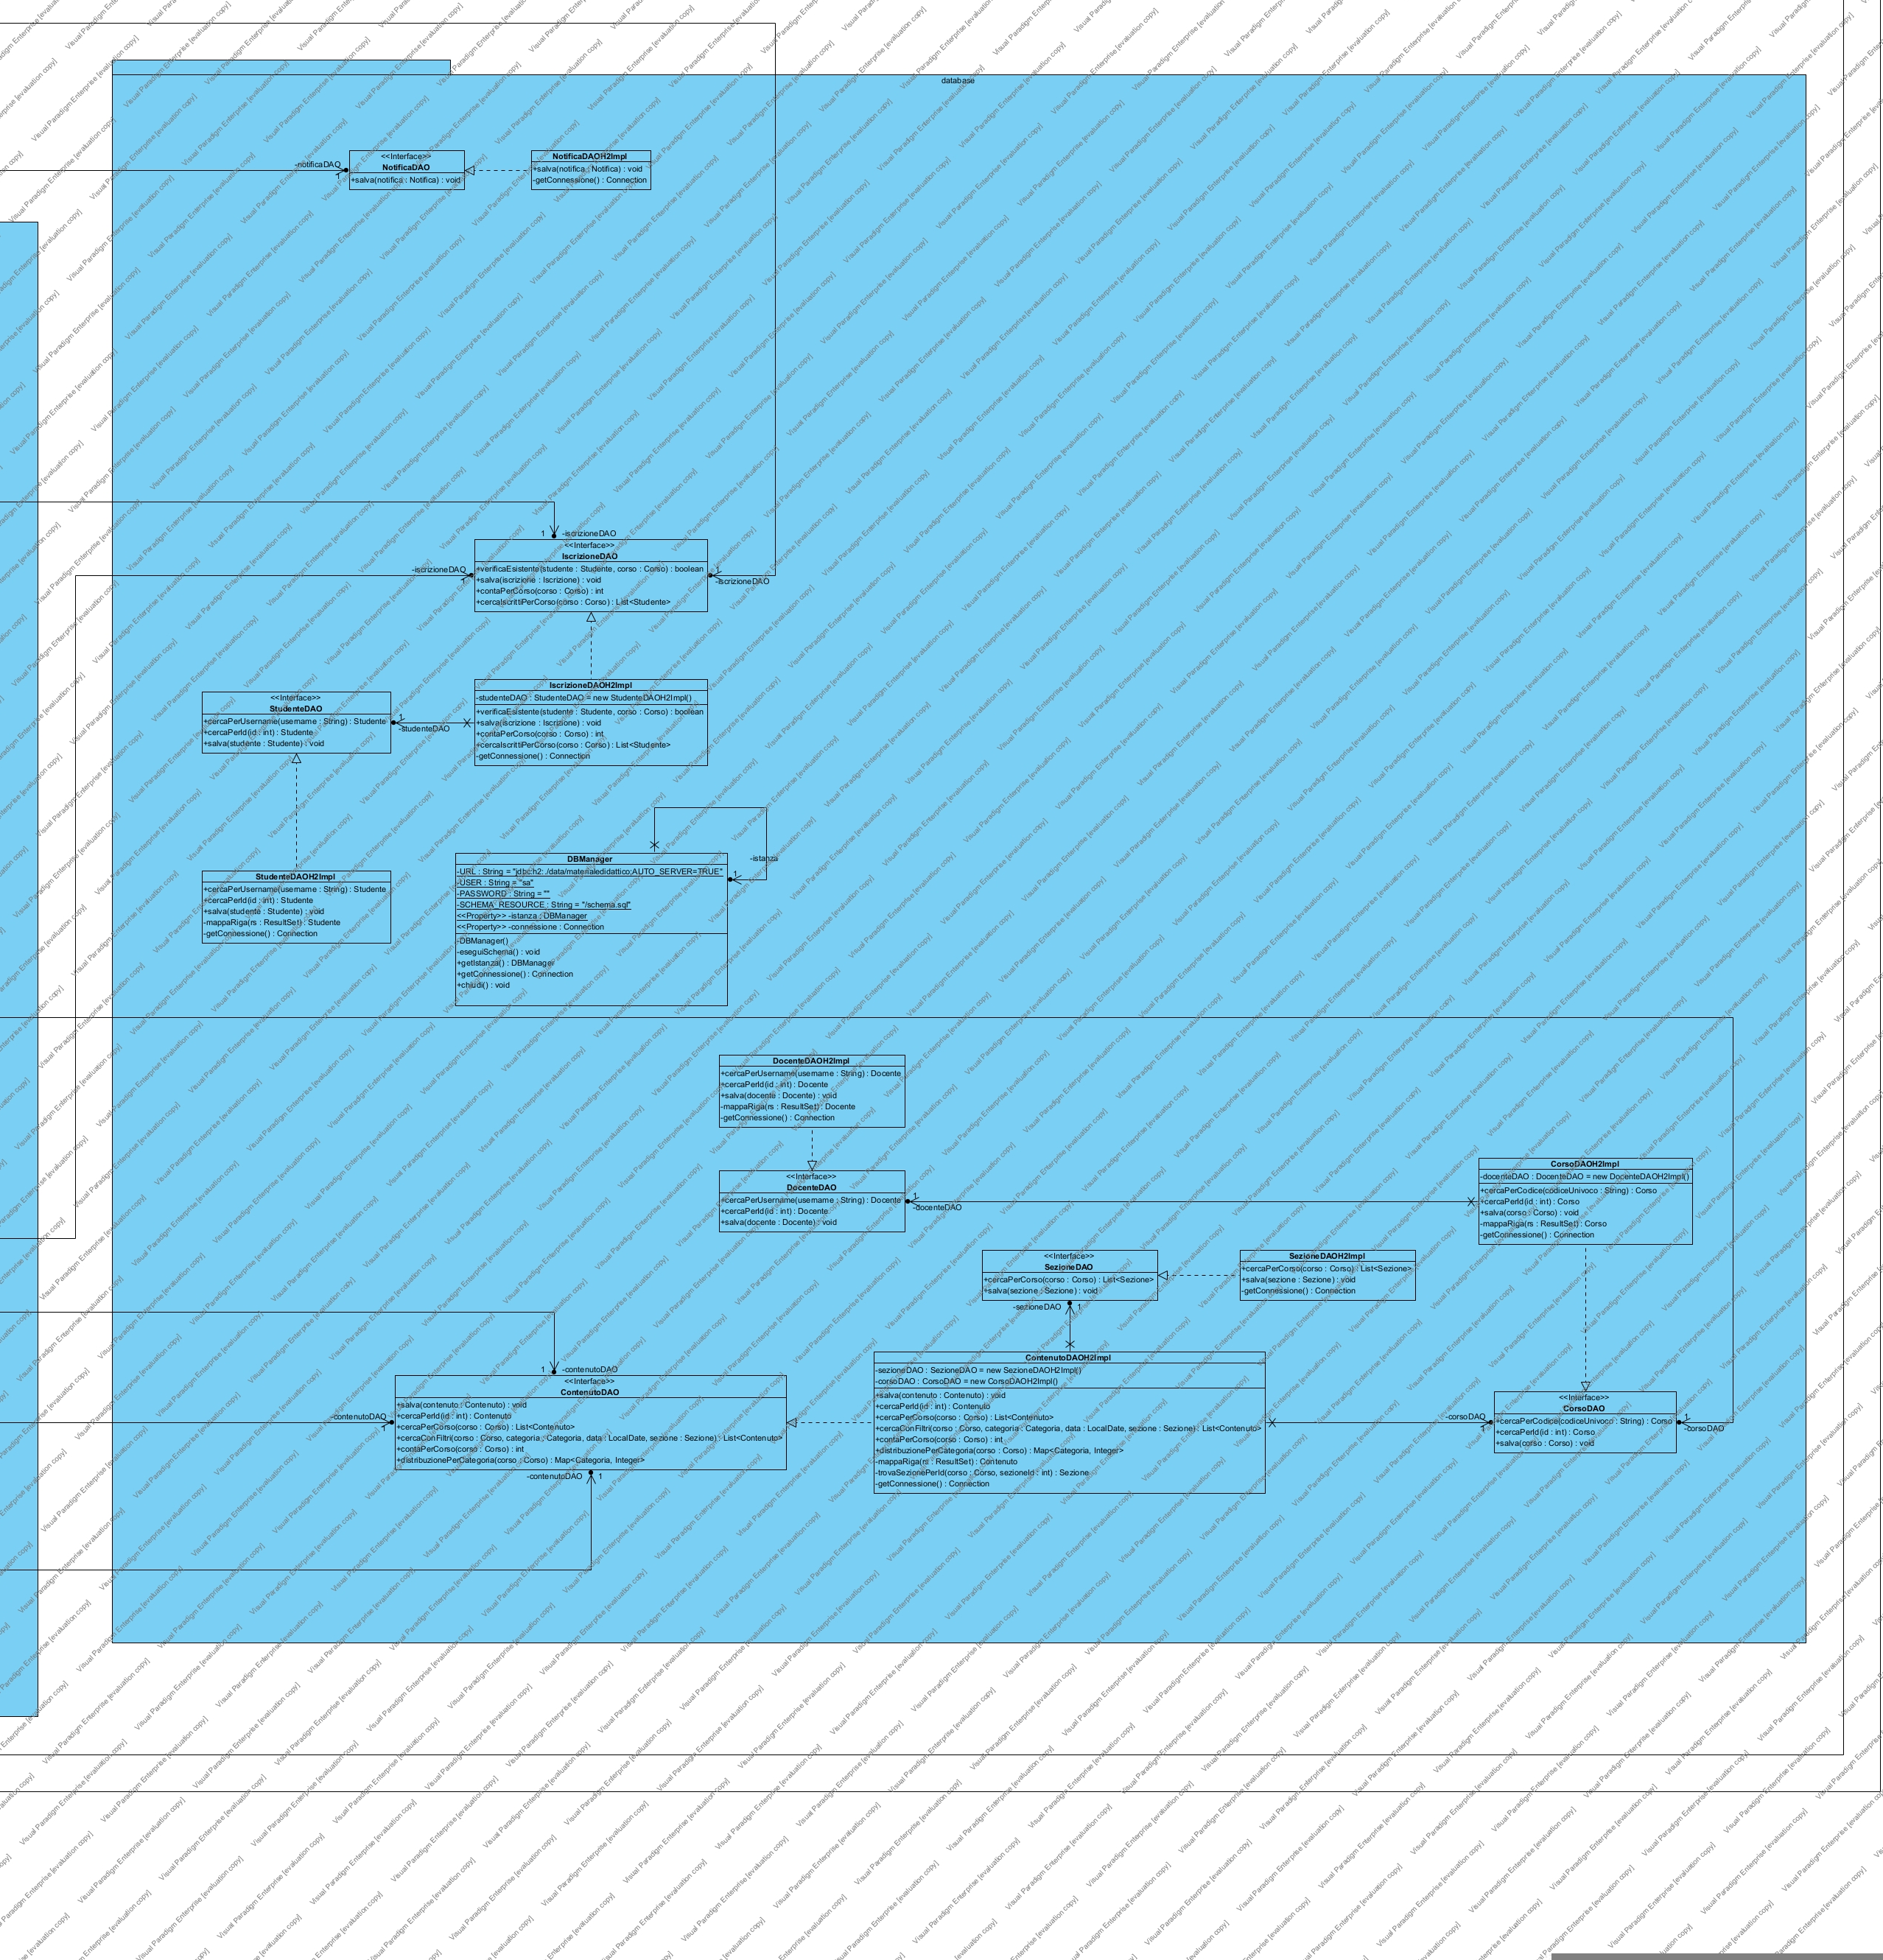 database
-notificaDAO
1
<<Interface>>
NotificaDAO
+salva(notifica : Notifica) : void
NotificaDAOH2Impl
+salva(notifica : Notifica) : void
-getConnessione() : Connection
1
-iscrizioneDAO
-iscrizioneDAO
1
1
-iscrizioneDAO
<<Interface>>
IscrizioneDAO
+verificaEsistente(studente : Studente, corso : Corso) : boolean
+salva(iscrizione : Iscrizione) : void
+contaPerCorso(corso : Corso) : int
+cercaIscrittiPerCorso(corso : Corso) : List<Studente>
IscrizioneDAOH2Impl
-studenteDAO : StudenteDAO = new StudenteDAOH2Impl()
+verificaEsistente(studente : Studente, corso : Corso) : boolean
+salva(iscrizione : Iscrizione) : void
+contaPerCorso(corso : Corso) : int
+cercaIscrittiPerCorso(corso : Corso) : List<Studente>
-getConnessione() : Connection
<<Interface>>
StudenteDAO
+cercaPerUsername(username : String) : Studente
+cercaPerId(id : int) : Studente
+salva(studente : Studente) : void
1
-studenteDAO
StudenteDAOH2Impl
+cercaPerUsername(username : String) : Studente
+cercaPerId(id : int) : Studente
+salva(studente : Studente) : void
-mappaRiga(rs : ResultSet) : Studente
-getConnessione() : Connection
-istanza
1
DBManager
-URL : String = "jdbc:h2:./data/materialedidattico;AUTO_SERVER=TRUE"
-USER : String = "sa"
-PASSWORD : String = ""
-SCHEMA_RESOURCE : String = "/schema.sql"
<<Property>> -istanza : DBManager
<<Property>> -connessione : Connection
-DBManager()
-eseguiSchema() : void
+getIstanza() : DBManager
+getConnessione() : Connection
+chiudi() : void
DocenteDAOH2Impl
+cercaPerUsername(username : String) : Docente
+cercaPerId(id : int) : Docente
+salva(docente : Docente) : void
-mappaRiga(rs : ResultSet) : Docente
-getConnessione() : Connection
<<Interface>>
DocenteDAO
+cercaPerUsername(username : String) : Docente
+cercaPerId(id : int) : Docente
+salva(docente : Docente) : void
1
-docenteDAO
CorsoDAOH2Impl
-docenteDAO : DocenteDAO = new DocenteDAOH2Impl()
+cercaPerCodice(codiceUnivoco : String) : Corso
+cercaPerId(id : int) : Corso
+salva(corso : Corso) : void
-mappaRiga(rs : ResultSet) : Corso
-getConnessione() : Connection
<<Interface>>
SezioneDAO
+cercaPerCorso(corso : Corso) : List<Sezione>
+salva(sezione : Sezione) : void
-sezioneDAO
1
SezioneDAOH2Impl
+cercaPerCorso(corso : Corso) : List<Sezione>
+salva(sezione : Sezione) : void
-getConnessione() : Connection
ContenutoDAOH2Impl
-sezioneDAO : SezioneDAO = new SezioneDAOH2Impl()
-corsoDAO : CorsoDAO = new CorsoDAOH2Impl()
+salva(contenuto : Contenuto) : void
+cercaPerId(id : int) : Contenuto
+cercaPerCorso(corso : Corso) : List<Contenuto>
+cercaConFiltri(corso : Corso, categoria : Categoria, data : LocalDate, sezione : Sezione) : List<Contenuto>
+contaPerCorso(corso : Corso) : int
+distribuzionePerCategoria(corso : Corso) : Map<Categoria, Integer>
-mappaRiga(rs : ResultSet) : Contenuto
-trovaSezionePerId(corso : Corso, sezioneId : int) : Sezione
-getConnessione() : Connection
1
-contenutoDAO
<<Interface>>
ContenutoDAO
+salva(contenuto : Contenuto) : void
+cercaPerId(id : int) : Contenuto
+cercaPerCorso(corso : Corso) : List<Contenuto>
+cercaConFiltri(corso : Corso, categoria : Categoria, data : LocalDate, sezione : Sezione) : List<Contenuto>
+contaPerCorso(corso : Corso) : int
+distribuzionePerCategoria(corso : Corso) : Map<Categoria, Integer>
-contenutoDAO
1
-contenutoDAO
1
-corsoDAO
1
<<Interface>>
CorsoDAO
+cercaPerCodice(codiceUnivoco : String) : Corso
+cercaPerId(id : int) : Corso
+salva(corso : Corso) : void
1
-corsoDAO
Visual Paradigm Enterprise [evaluation copy]